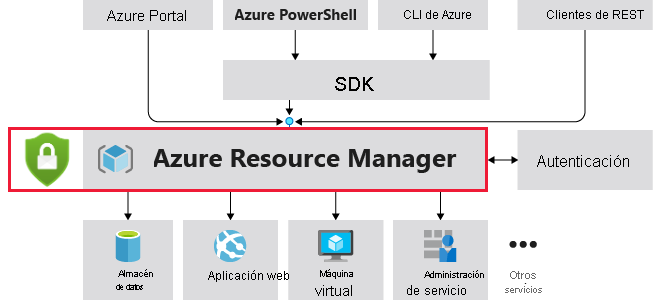 Azure Portal
Azure PowerShell
CLI de Azure
Clientes de REST
SDK
Azure Resource Manager
Autenticación
Almacén
de datos
Aplicación web
Máquina
virtual
Administración
de servicio
Otros
servicios